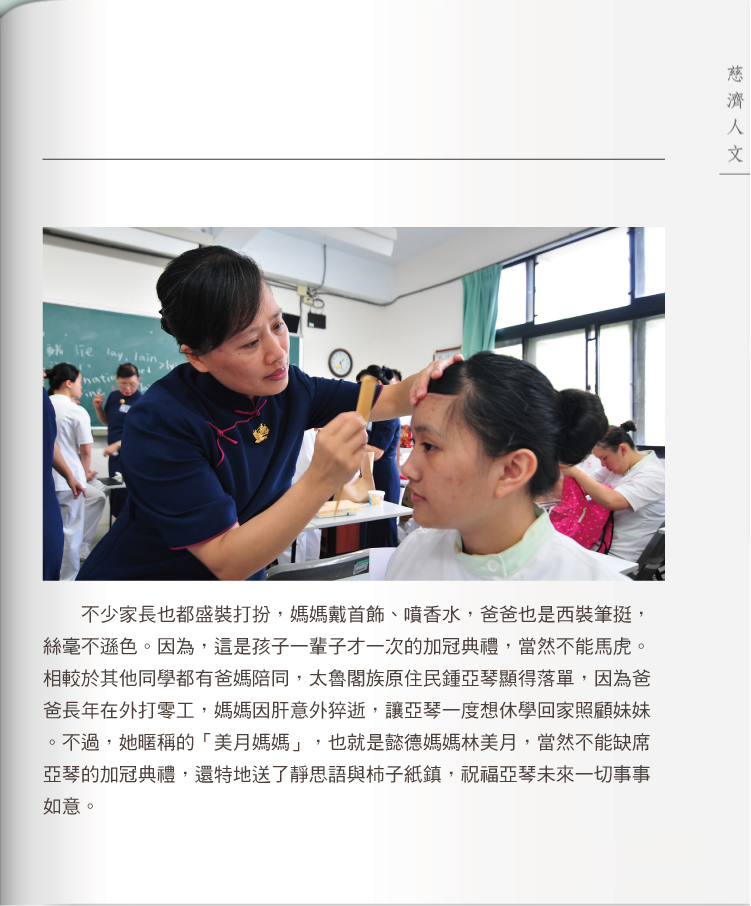 慈濟人文
lie lay, lain
不少家長也都盛裝打扮，媽媽戴首飾、噴香水，爸爸也是西裝筆挺，
絲毫不遜色。因為，這是孩子一輩子才一次的加冠典禮，當然不能馬虎。
相較於其他同學都有爸媽陪同，太魯閣族原住民鍾亞琴顯得落單，因為爸
爸長年在外打零工，媽媽因肝意外猝逝，讓亞琴一度想休學回家照顧妹妹
。不過，她暱稱的「美月媽媽」，也就是懿德媽媽林美月，當然不能缺席
亞琴的加冠典禮，還特地送了靜思語與柿子紙鎮，祝福亞琴未來一切事事
如意。